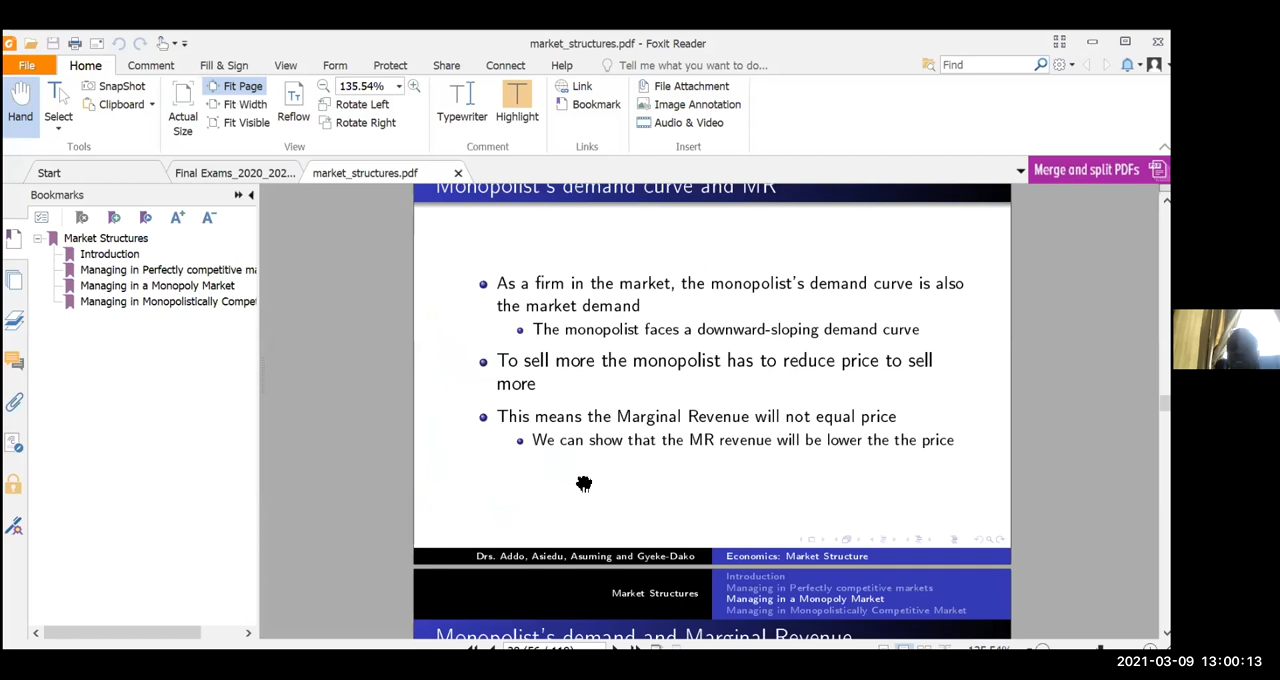 market_structures.pdf - Foxit Reader
File Home Comment Fill & Sign View Form Protect Share Connect Help Tell me what you want to do... Find
Hand Select SnapShot Clipboard
Actual Size Fit Page Fit Width Fit Visible Reflow
135.54% Rotate Left Rotate Right
Typewriter Highlight
Link Bookmark
File Attachment Image Annotation Audio & Video
Tools View Comment Links Insert
Start Final Exams_2020_202... market_structures.pdf Merge and split PDFs
Bookmarks
Market Structures
Introduction
Managing in Perfectly competitive ma
Managing in a Monopoly Market
Managing in Monopolistically Compet
Monopolist's demand curve and MR
As a firm in the market, the monopolist's demand curve is also
the market demand
The monopolist faces a downward-sloping demand curve
To sell more the monopolist has to reduce price to sell
more
This means the Marginal Revenue will not equal price
We can show that the MR revenue will be lower the the price
Drs. Addo, Asiedu, Asuming and Gyeke-Dako Economics: Market Structure
Market Structures
Introduction
Managing in Perfectly competitive markets
Managing in a Monopoly Market
Managing in Monopolistically Competitive Market
Monopolist's demand and Marginal Revenue
135.54%
2021-03-09 13:00:13